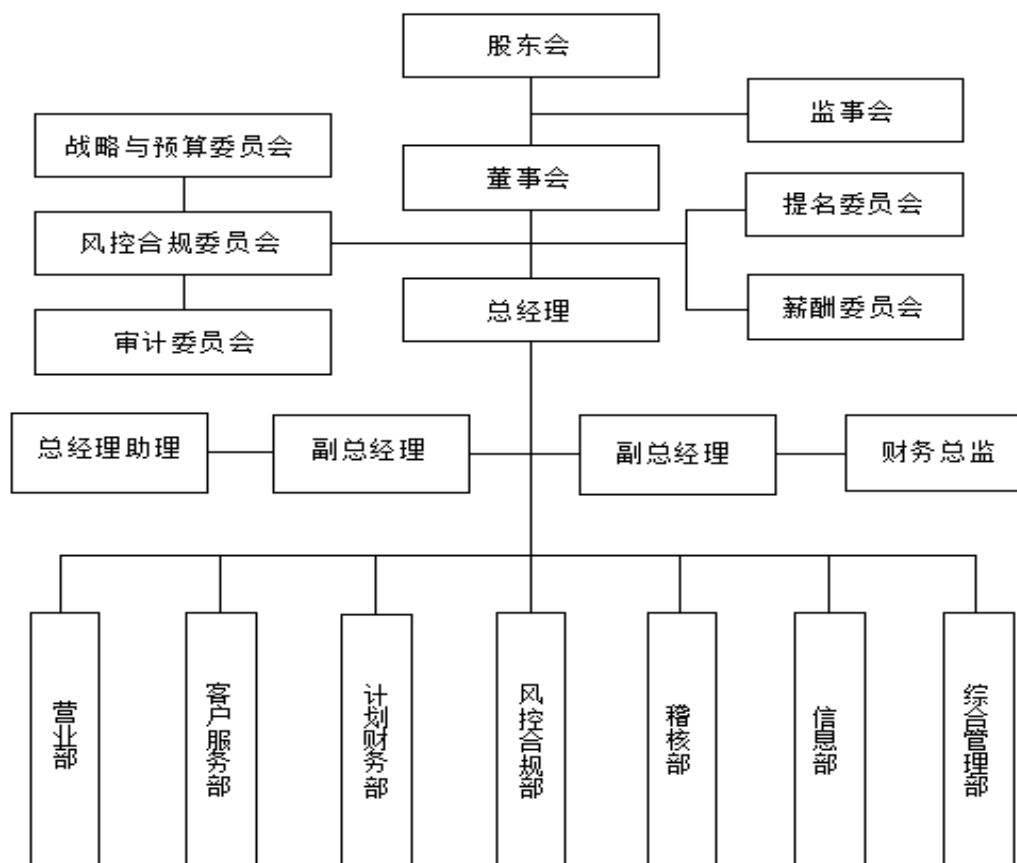 股东会
监事会
战略与预算委员会
董事会
提名委员会
风控合规委员会
总经理
薪酬委员会
审计委员会
总经理助理
副总经理
副总经理
财务总监
营业部
客户服务部
计划财务部
风控合规部
稽核部
信息部
综合管理部